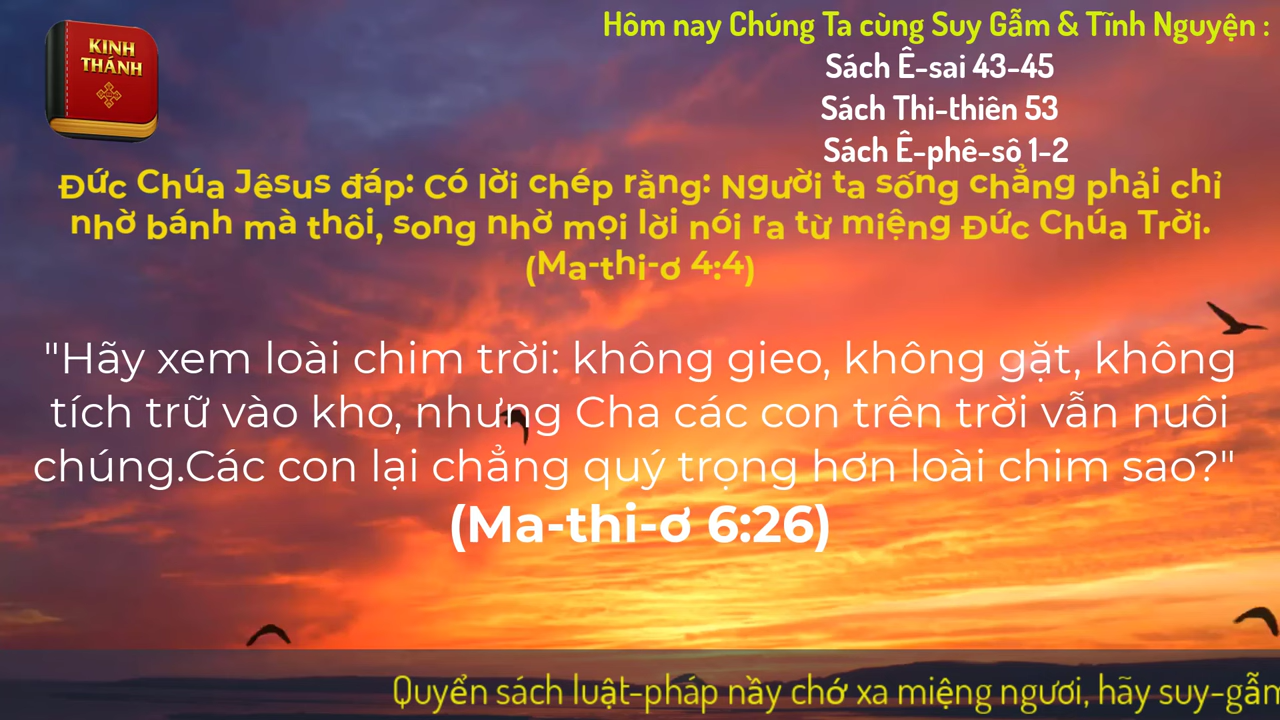 KINH
THÁNH
Hôm nay Chúng Ta cùng Suy Gẫm & Tĩnh Nguyện :
Sách Ê-sai 43-45
Sách Thi-thiên 53
Sách Ê-phê-sô 1-2
Đức Chúa Jêsus đáp: Có lời chép rằng: Người ta sống chẳng phải chỉ
nhờ bánh mà thôi, song nhờ mọi lời nói ra từ miệng Đức Chúa Trời.
(Ma-thi-ơ 4:4)
"Hãy xem loài chim trời: không gieo, không gặt, không
tích trữ vào kho, nhưng Cha các con trên trời vẫn nuôi
chúng.Các con lại chẳng quý trọng hơn loài chim sao?"
(Ma-thi-ơ 6:26)
Quyển sách luật-pháp nầy chớ xa miệng ngươi, hãy suy-gẫm